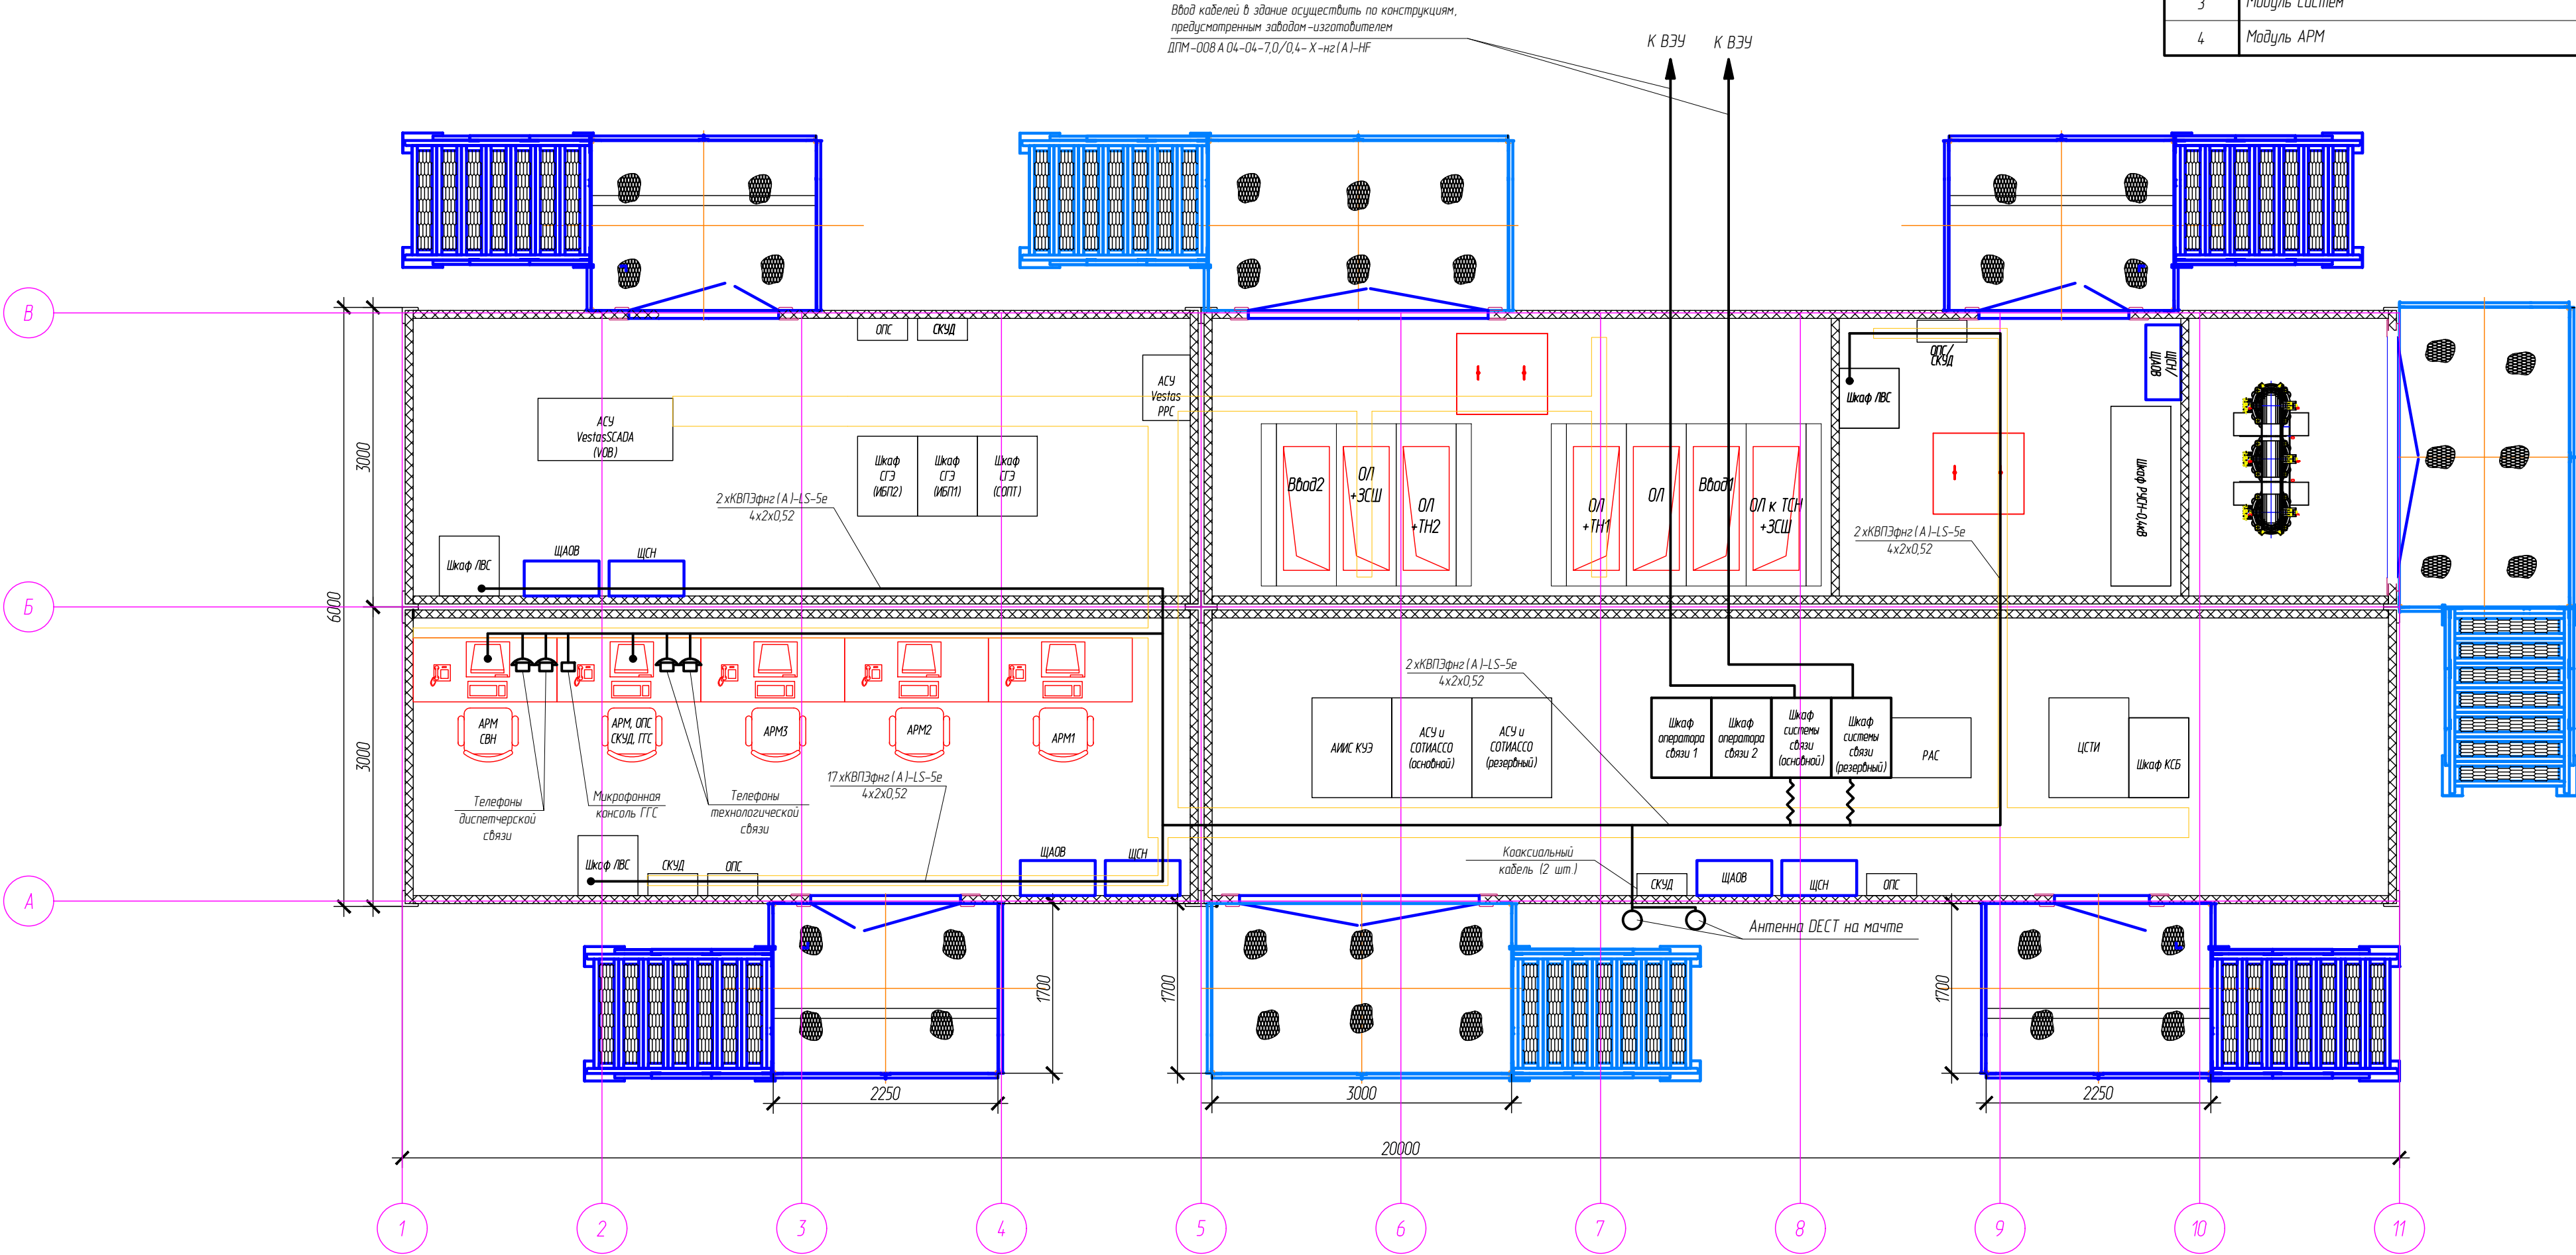 Ввод кабелей в здание осуществить по конструкциям,
предусмотренным заводом-изготовителем
ДПМ-008 А 04-04-7,0/0,4-Х-нг(А)-HF
К ВЭУ
К ВЭУ
3 Модуль систем
4 Модуль АРМ
В
Б
А
6000
3000
3000
ОПС
СКУД
АСУ
Vestas
PPC
АСУ
VestasSCADA
(VOB)
Шкаф
СГЭ
(ИБП2)
Шкаф
СГЭ
(ИБП1)
Шкаф
СГЭ
(СОПТ)
2хКВПЭфнг(А)-LS-5е
4х2х0,52
Шкаф ЛВС
ЩАОВ
ЩСН
Ввод2
ОЛ
+ЗСШ
ОЛ
+ТН2
ОЛ
+ТН1
ОЛ
Ввод1
ОЛ к ТСН
+ЗСШ
Шкаф ЛВС
ОПС/
СКУД
ЩСН/
ЩАОВ
Шкаф РУСН-0,4кВ
2хКВПЭфнг(А)-LS-5е
4х2х0,52
АРМ
СВН
АРМ, ОПС
СКУД, ГГС
АРМ3
АРМ2
АРМ1
17хКВПЭфнг(А)-LS-5е
4х2х0,52
Телефоны
диспетчерской
связи
Микрофонная
консоль ГГС
Телефоны
технологической
связи
Шкаф ЛВС
СКУД
ОПС
ЩАОВ
ЩСН
2хКВПЭфнг(А)-LS-5е
4х2х0,52
АИИС КУЭ
АСУ и
СОТИАССО
(основной)
АСУ и
СОТИАССО
(резервный)
Шкаф
оператора
связи 1
Шкаф
оператора
связи 2
Шкаф
системы
связи
(основной)
Шкаф
системы
связи
(резервный)
РАС
ЦСТИ
Шкаф КСБ
Коаксиальный
кабель (2 шт.)
СКУД
ЩАОВ
ЩСН
ОПС
Антенна DECT на мачте
1700
1700
1700
2250
3000
2250
20000
1
2
3
4
5
6
7
8
9
10
11